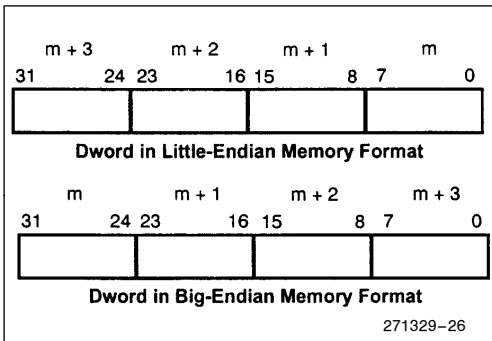 m + 3 m + 2 m + 1 m
31 24 23 16 15 8 7 0
Dword in Little-Endian Memory Format
m m + 1 m + 2 m + 3
31 24 23 16 15 8 7 0
Dword in Big-Endian Memory Format
271329–26